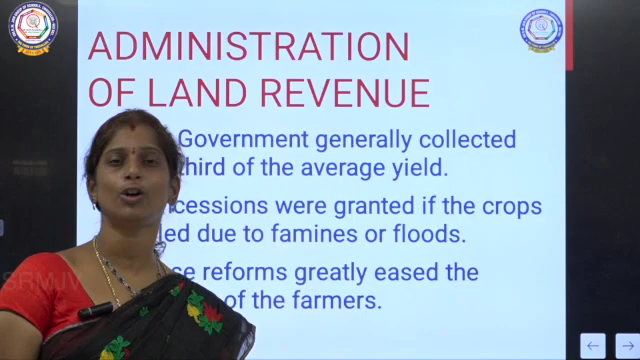 ADMINISTRATION
OF LAND REVENUE
Government generally collected
third of the average yield.
cessions were granted if the crops
led due to famines or floods.
se reforms greatly eased the
of the farmers.
SRMJV